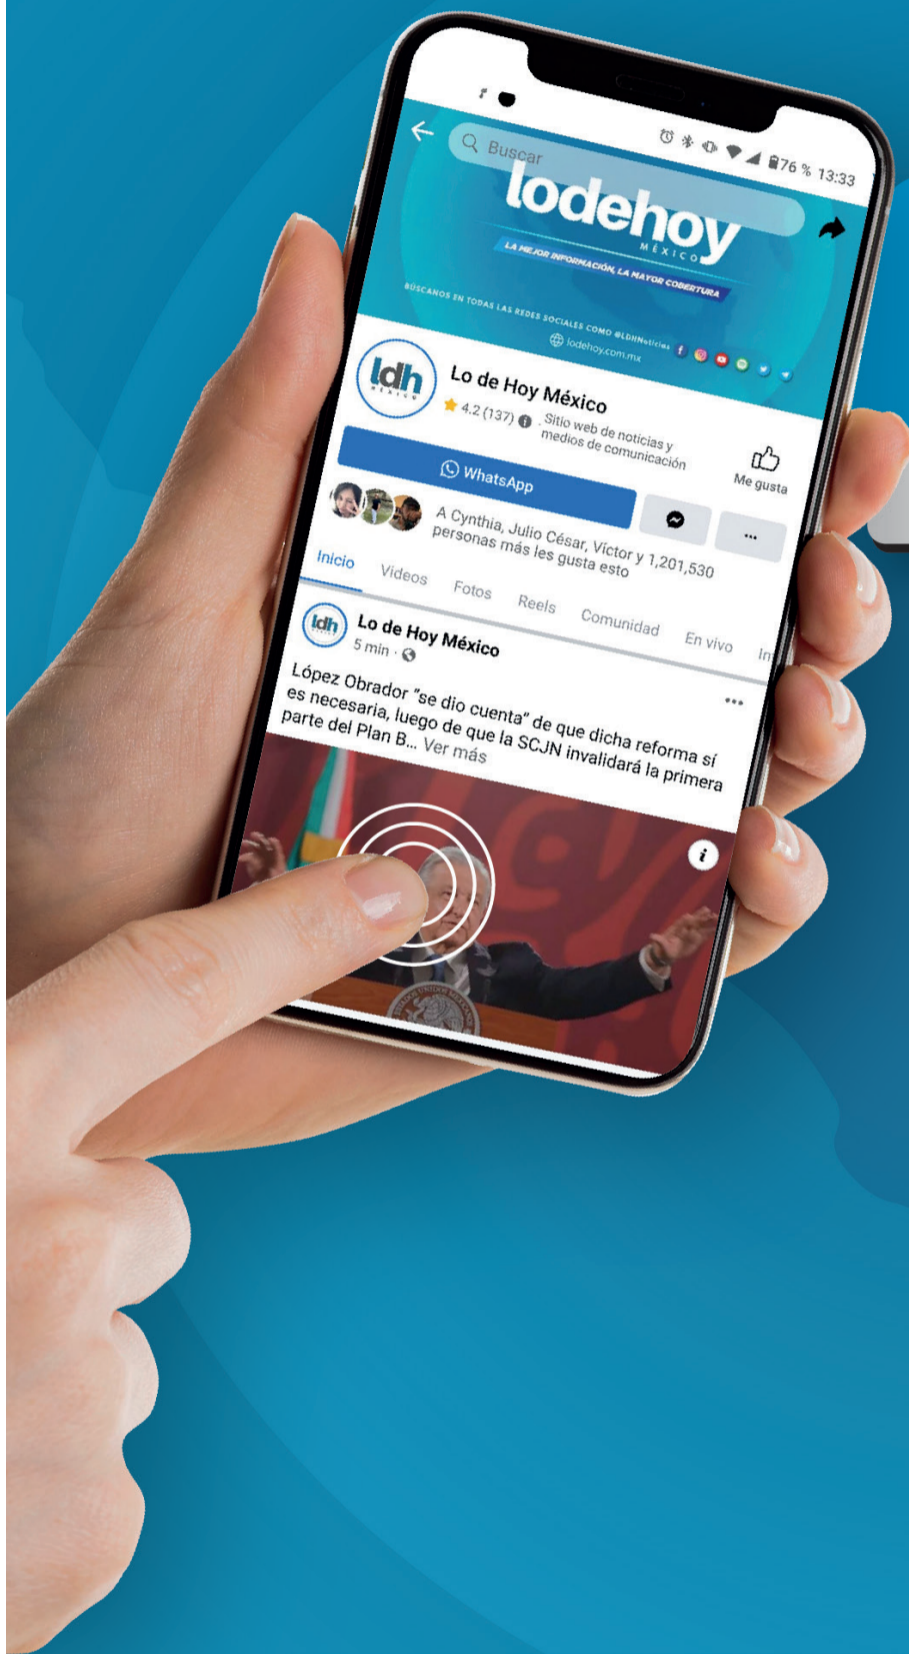 76 % 13:33
Buscar
lodehoy
MÉXICO
LA MEJOR INFORMACIÓN, LA MAYOR COBERTURA
BÚSCANOS EN TODAS LAS REDES SOCIALES COMO @LDHNoticias
lodehoy.com.mx
ldh
MÉXICO
Lo de Hoy México
4.2 (137) . Sitio web de noticias y
medios de comunicación
Me gusta
WhatsApp
A Cynthia, Julio César, Víctor y 1,201,530
personas más les gusta esto
Inicio Videos Fotos Reels Comunidad En vivo In
ldh
MÉXICO
Lo de Hoy México
5 min ·
López Obrador "se dio cuenta" de que dicha reforma sí
es necesaria, luego de que la SCJN invalidará la primera
parte del Plan B... Ver más